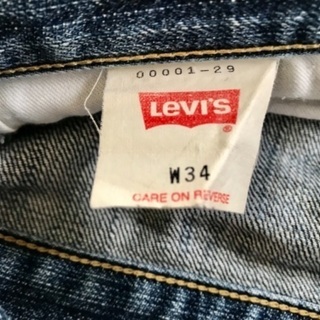 00001-29
LEVI'S
®
W34
CARE ON REVERSE